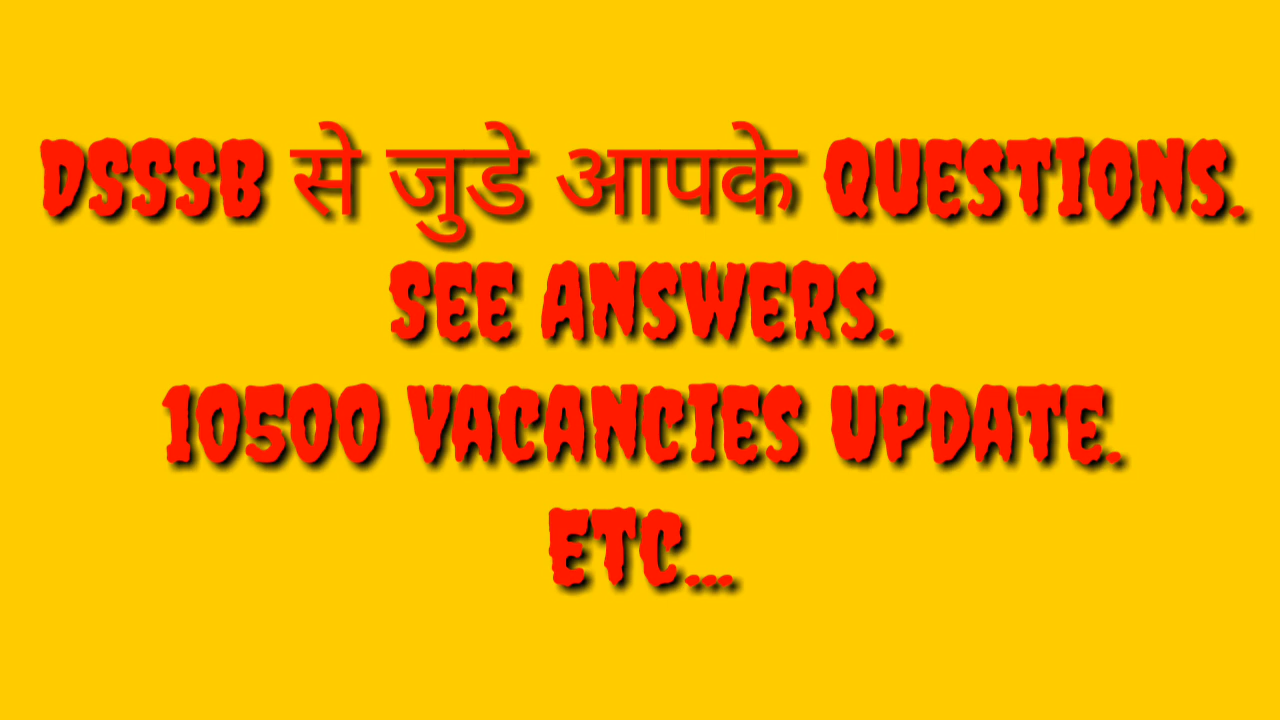 DSSSB से जुडे आपके QUESTIONS.
SEE ANSWERS.
10500 VACANCIES UPDATE.
ETC...